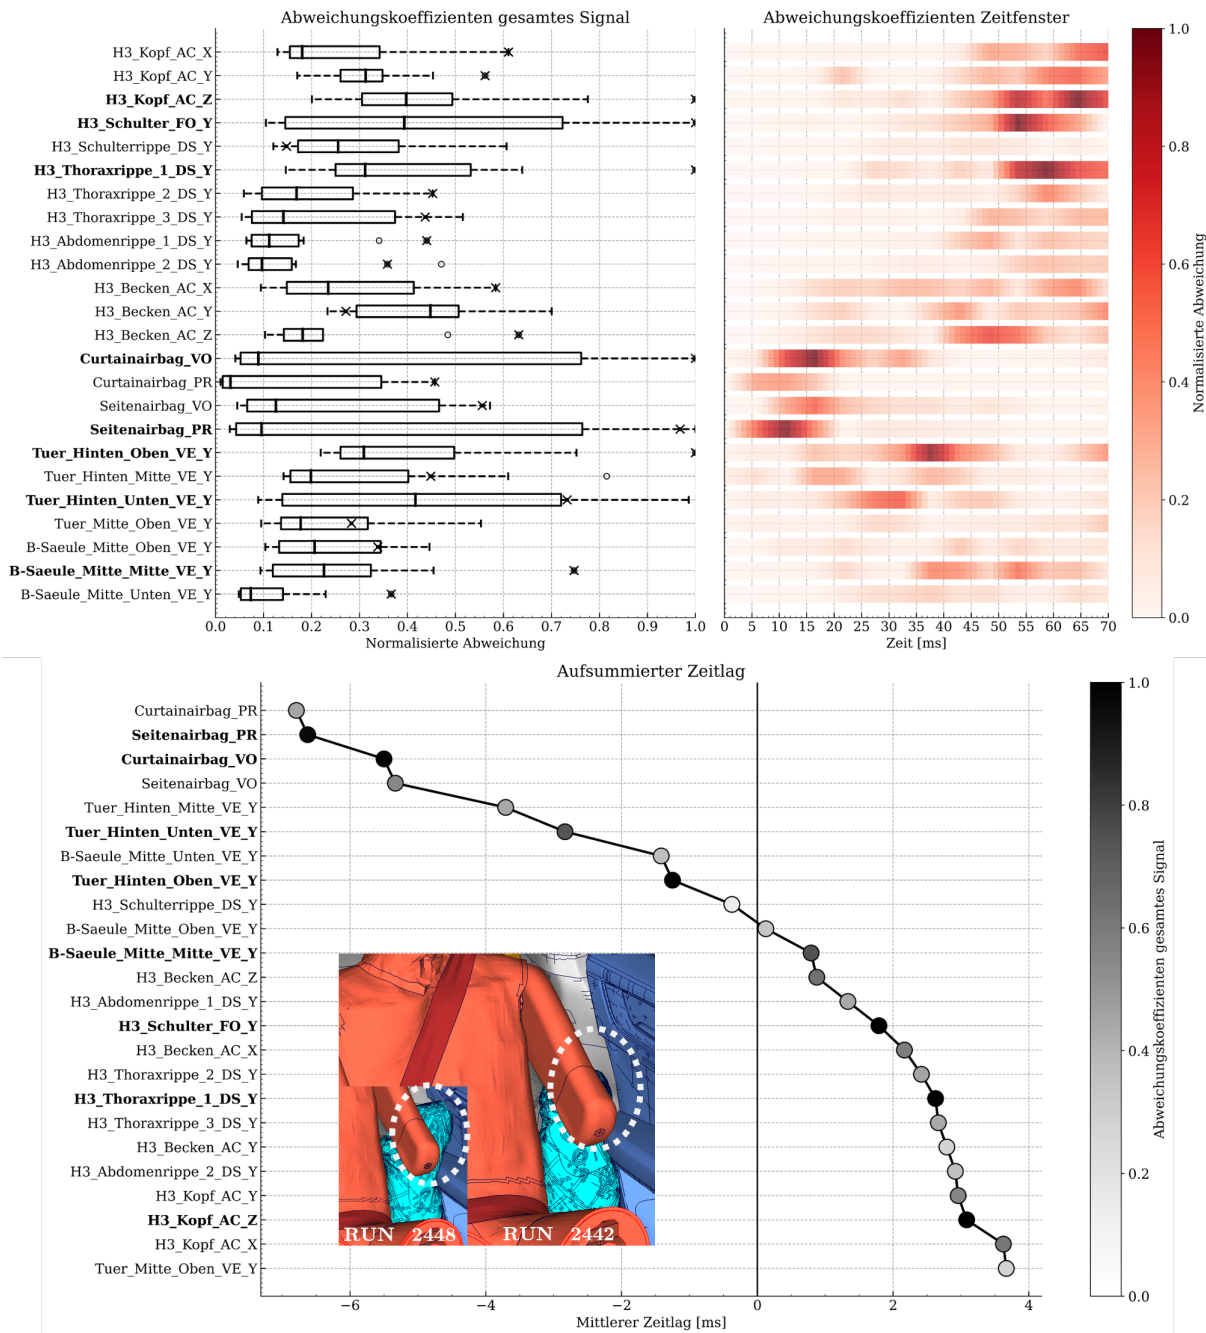 Abweichungskoeffizienten gesamtes Signal
H3_Kopf_AC_X
H3_Kopf_AC_Y
H3_Kopf_AC_Z
H3_Schulter_FO_Y
H3_Schulterrippe_DS_Y
H3_Thoraxrippe_1_DS_Y
H3_Thoraxrippe_2_DS_Y
H3_Thoraxrippe_3_DS_Y
H3_Abdomenrippe_1_DS_Y
H3_Abdomenrippe_2_DS_Y
H3_Becken_AC_X
H3_Becken_AC_Y
H3_Becken_AC_Z
Curtainairbag_VO
Curtainairbag_PR
Seitenairbag_VO
Seitenairbag_PR
Tuer_Hinten_Oben_VE_Y
Tuer_Hinten_Mitte_VE_Y
Tuer_Hinten_Unten_VE_Y
Tuer_Mitte_Oben_VE_Y
B-Saeule_Mitte_Oben_VE_Y
B-Saeule_Mitte_Mitte_VE_Y
B-Saeule_Mitte_Unten_VE_Y
0.0 0.1 0.2 0.3 0.4 0.5 0.6 0.7 0.8 0.9 1.0
Normalisierte Abweichung
Abweichungskoeffizienten Zeitfenster
0 5 10 15 20 25 30 35 40 45 50 55 60 65 70
Zeit [ms]
1.0
0.8
0.6
0.4
0.2
0.0
Normalisierte Abweichung
Aufsummierter Zeitlag
Curtainairbag_PR
Seitenairbag_PR
Curtainairbag_VO
Seitenairbag_VO
Tuer_Hinten_Mitte_VE_Y
Tuer_Hinten_Unten_VE_Y
B-Saeule_Mitte_Unten_VE_Y
Tuer_Hinten_Oben_VE_Y
H3_Schulterrippe_DS_Y
B-Saeule_Mitte_Oben_VE_Y
B-Saeule_Mitte_Mitte_VE_Y
H3_Becken_AC_Z
H3_Abdomenrippe_1_DS_Y
H3_Schulter_FO_Y
H3_Becken_AC_X
H3_Thoraxrippe_2_DS_Y
H3_Thoraxrippe_1_DS_Y
H3_Thoraxrippe_3_DS_Y
H3_Becken_AC_Y
H3_Abdomenrippe_2_DS_Y
H3_Kopf_AC_Y
H3_Kopf_AC_Z
H3_Kopf_AC_X
Tuer_Mitte_Oben_VE_Y
RUN 2448
RUN 2442
−6 −4 −2 0 2 4
Mittlerer Zeitlag [ms]
1.0
0.8
0.6
0.4
0.2
0.0
Abweichungskoeffizienten gesamtes Signal